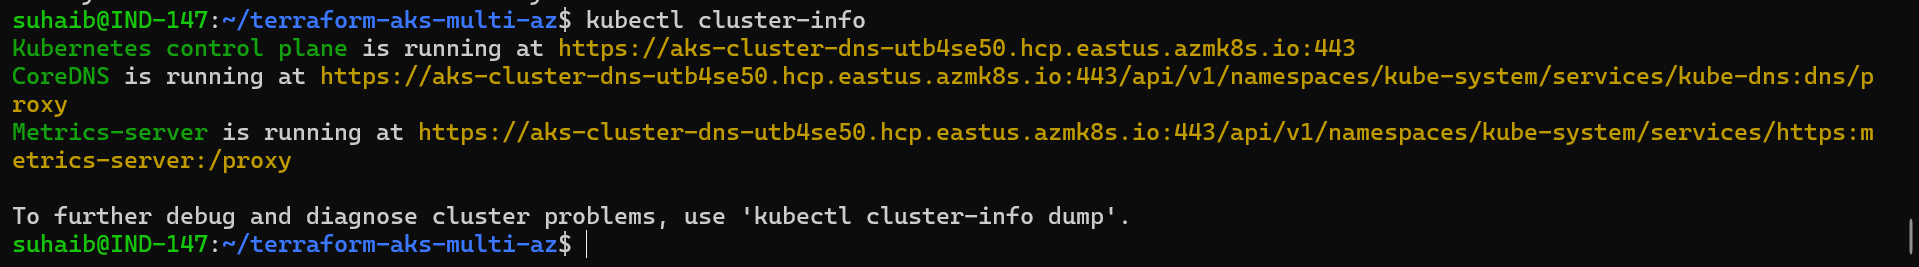 suhaib@IND-147:~/terraform-aks-multi-az$ kubectl cluster-info
Kubernetes control plane is running at https://aks-cluster-dns-utb4se50.hcp.eastus.azmk8s.io:443
CoreDNS is running at https://aks-cluster-dns-utb4se50.hcp.eastus.azmk8s.io:443/api/v1/namespaces/kube-system/services/kube-dns:dns/p
roxy
Metrics-server is running at https://aks-cluster-dns-utb4se50.hcp.eastus.azmk8s.io:443/api/v1/namespaces/kube-system/services/https:m
etrics-server:/proxy
To further debug and diagnose cluster problems, use 'kubectl cluster-info dump'.
suhaib@IND-147:~/terraform-aks-multi-az$